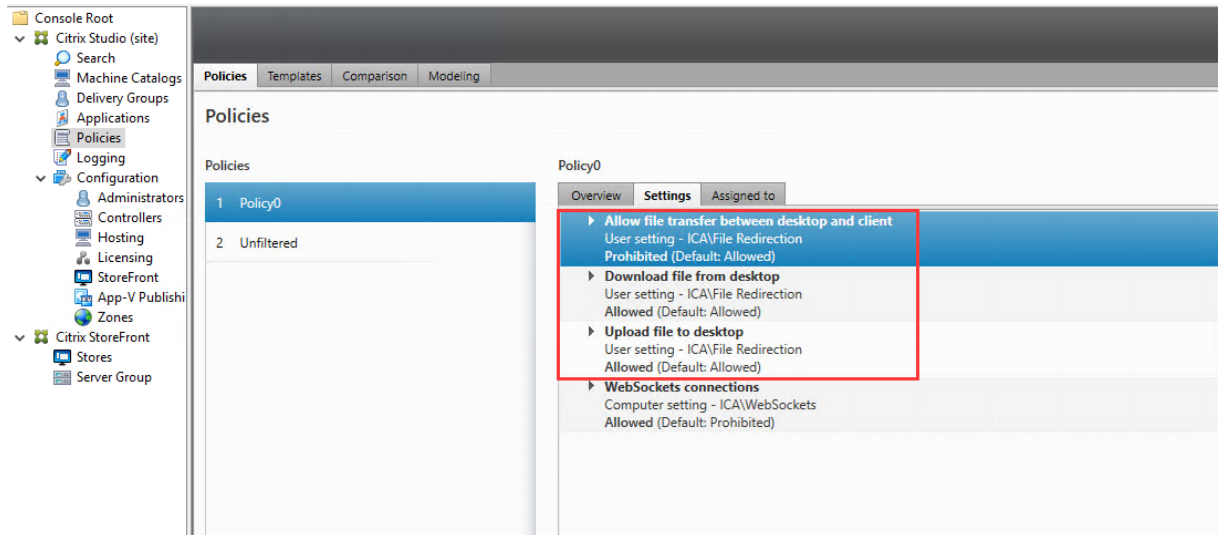 Console Root
Citrix Studio (site)
Search
Machine Catalogs
Delivery Groups
Applications
Policies
Logging
Configuration
Administrators
Controllers
Hosting
Licensing
StoreFront
App-V Publishi
Zones
Citrix StoreFront
Stores
Server Group
Policies Templates Comparison Modeling
Policies
Policies
1 Policy0
2 Unfiltered
Policy0
Overview Settings Assigned to
Allow file transfer between desktop and client
User setting - ICA\File Redirection
Prohibited (Default: Allowed)
Download file from desktop
User setting - ICA\File Redirection
Allowed (Default: Allowed)
Upload file to desktop
User setting - ICA\File Redirection
Allowed (Default: Allowed)
WebSockets connections
Computer setting - ICA\WebSockets
Allowed (Default: Prohibited)